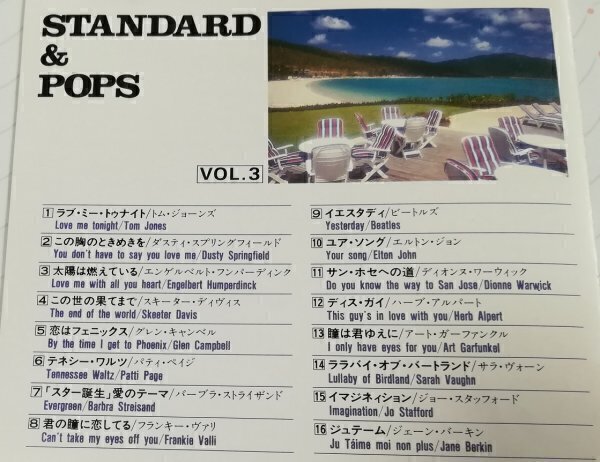 STANDARD
&
POPS
VOL.3
1 ラブ・ミー・トゥナイト/トム・ジョーンズ
Love me tonight/Tom Jones
2 この胸のときめきを/ダスティ・スプリングフィールド
You don't have to say you love me/Dusty Springfield
3 太陽は燃えている/エンゲルベルト・フンパーディンク
Love me with all you heart/Engelbert Humperdinck
4 この世の果てまで/スキーター・ディヴィス
The end of the world/Skeeter Davis
5 恋はフェニックス/グレン・キャンベル
By the time I get to Phoenix/Glen Campbell
6 テネシー・ワルツ/パティ・ペイジ
Tennessee Waltz/Patti Page
7 「スター誕生」愛のテーマ/バーブラ・ストライザンド
Evergreen/Barbra Streisand
8 君の瞳に恋してる/フランキー・ヴァリ
Can't take my eyes off you/Frankie Valli
9 イエスタディ/ビートルズ
Yesterday/Beatles
10 ユア・ソング/エルトン・ジョン
Your song/Elton John
11 サン・ホセへの道/ディオンヌ・ワーウィック
Do you know the way to San Jose/Dionne Warwick
12 ディス・ガイ/ハーブ・アルパート
This guy's in love with you/Herb Alpert
13 瞳は君ゆえに/アート・ガーファンクル
I only have eyes for you/Art Garfunkel
14 ララバイ・オブ・バートランド/サラ・ヴォーン
Lullaby of Birdland/Sarah Vaughn
15 イマジネイション/ジョー・スタッフォード
Imagination/Jo Stafford
16 ジュテーム/ジェーン・バーキン
Ju Táime moi non plus/Jane Berkin